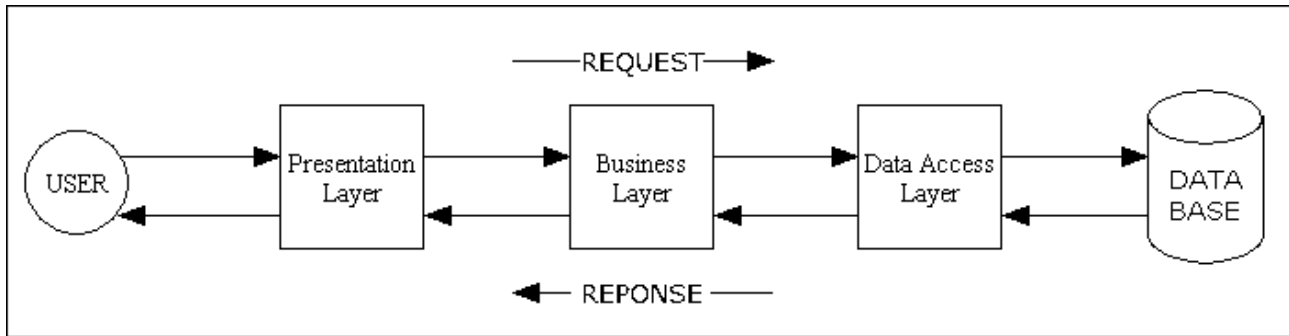 REQUEST
USER
Presentation
Layer
Business
Layer
Data Access
Layer
DATA
BASE
REPONSE